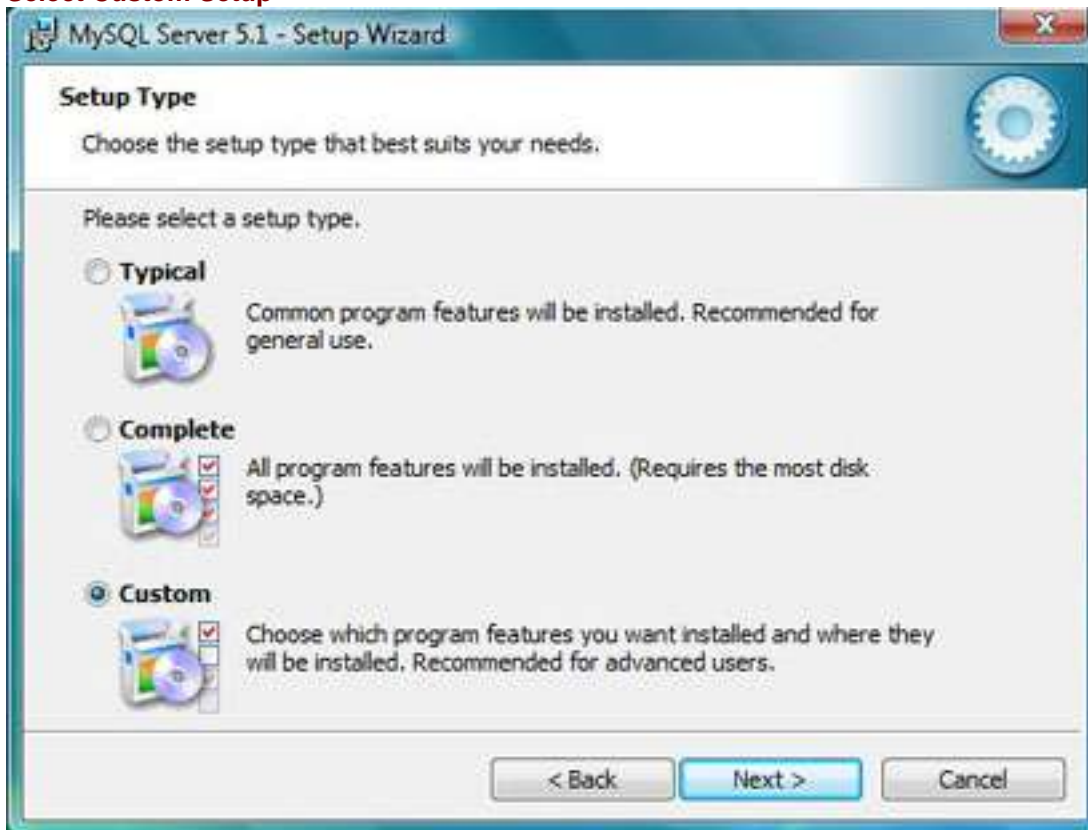 Select Custom Setup
MySQL Server 5.1 - Setup Wizard
Setup Type
Choose the setup type that best suits your needs.
Please select a setup type.
Typical
Common program features will be installed. Recommended for
general use.
Complete
All program features will be installed. (Requires the most disk
space.)
Custom
Choose which program features you want installed and where they
will be installed. Recommended for advanced users.
< Back Next > Cancel